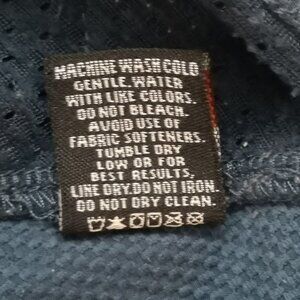 MACHINE WASH COLD
GENTLE, WATER
WITH LIKE COLORS.
DO NOT BLEACH.
AVOID USE OF
FABRIC SOFTENERS.
TUMBLE DRY
LOW OR FOR
BEST RESULTS,
LINE DRY. DO NOT IRON.
DO NOT DRY CLEAN.